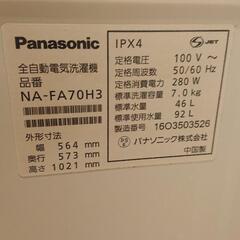 Panasonic
全自動電気洗濯機
品番
NA-FA70H3
外形寸法
幅 564 mm
奥行 573 mm
高さ 1021 mm
IPX4
JET
定格電圧 100 V～
定格周波数 50/60 Hz
定格消費電力 280 W
標準洗濯容量 7.0 kg
標準水量 46 L
標準使用水量 92 L
製造番号 16O3503526
パナソニック株式会社
中国製